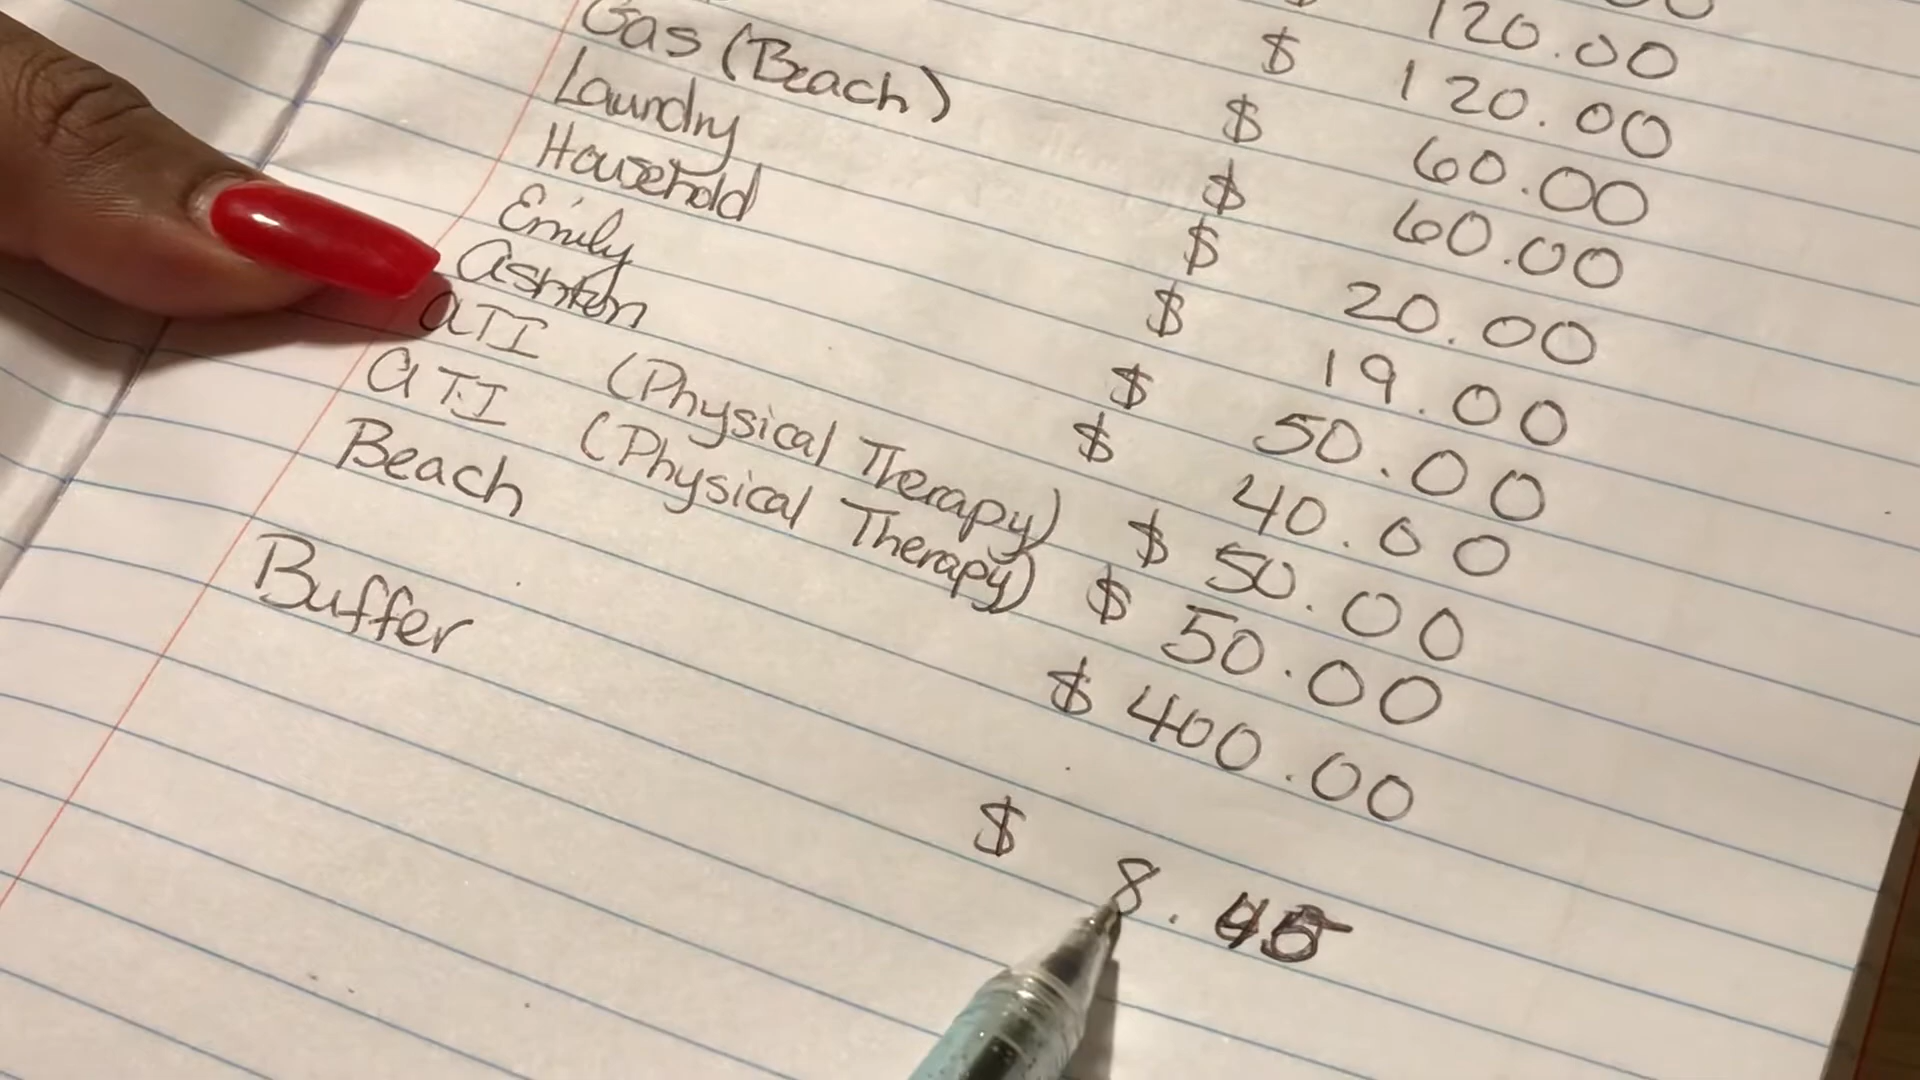 $ 120.00
$ 120.00
$ 60.00
Gas (Beach) $ 60.00
Laundry $ 20.00
Household $ 19.00
Emily $ 50.00
Ashton $ 40.00
ATI (Physical Therapy) $ 50.00
ATI (Physical Therapy) $ 50.00
Beach $ 400.00
Buffer $ 8.45